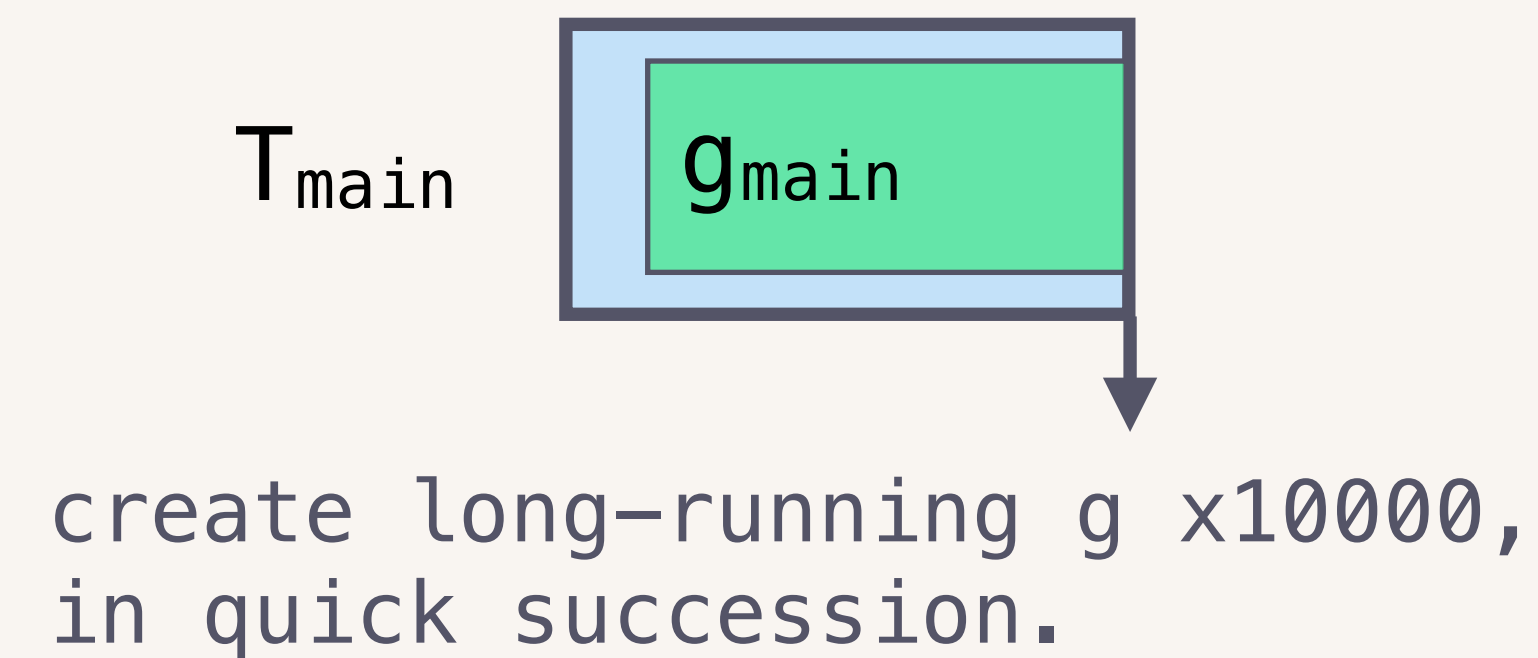 Tmain
gmain
create long-running g x10000,
in quick succession.